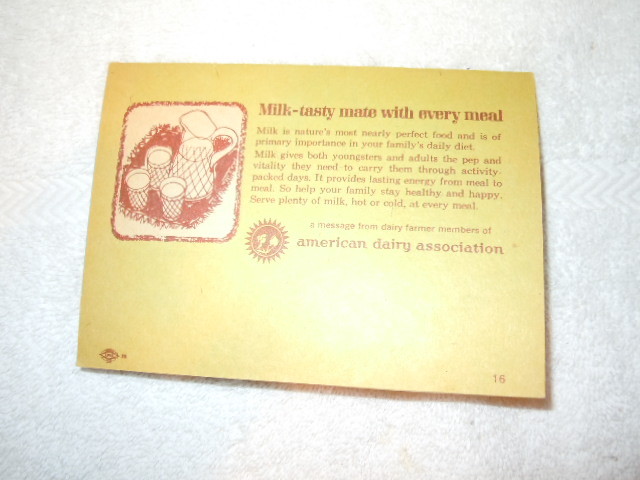 Milk-tasty mate with every meal
Milk is nature's most nearly perfect food and is of
primary importance in your family's daily diet.
Milk gives both youngsters and adults the pep and
vitality they need to carry them through activity-
packed days. It provides lasting energy from meal to
meal. So help your family stay healthy and happy.
Serve plenty of milk, hot or cold, at every meal.
a message from dairy farmer members of
american dairy association
16